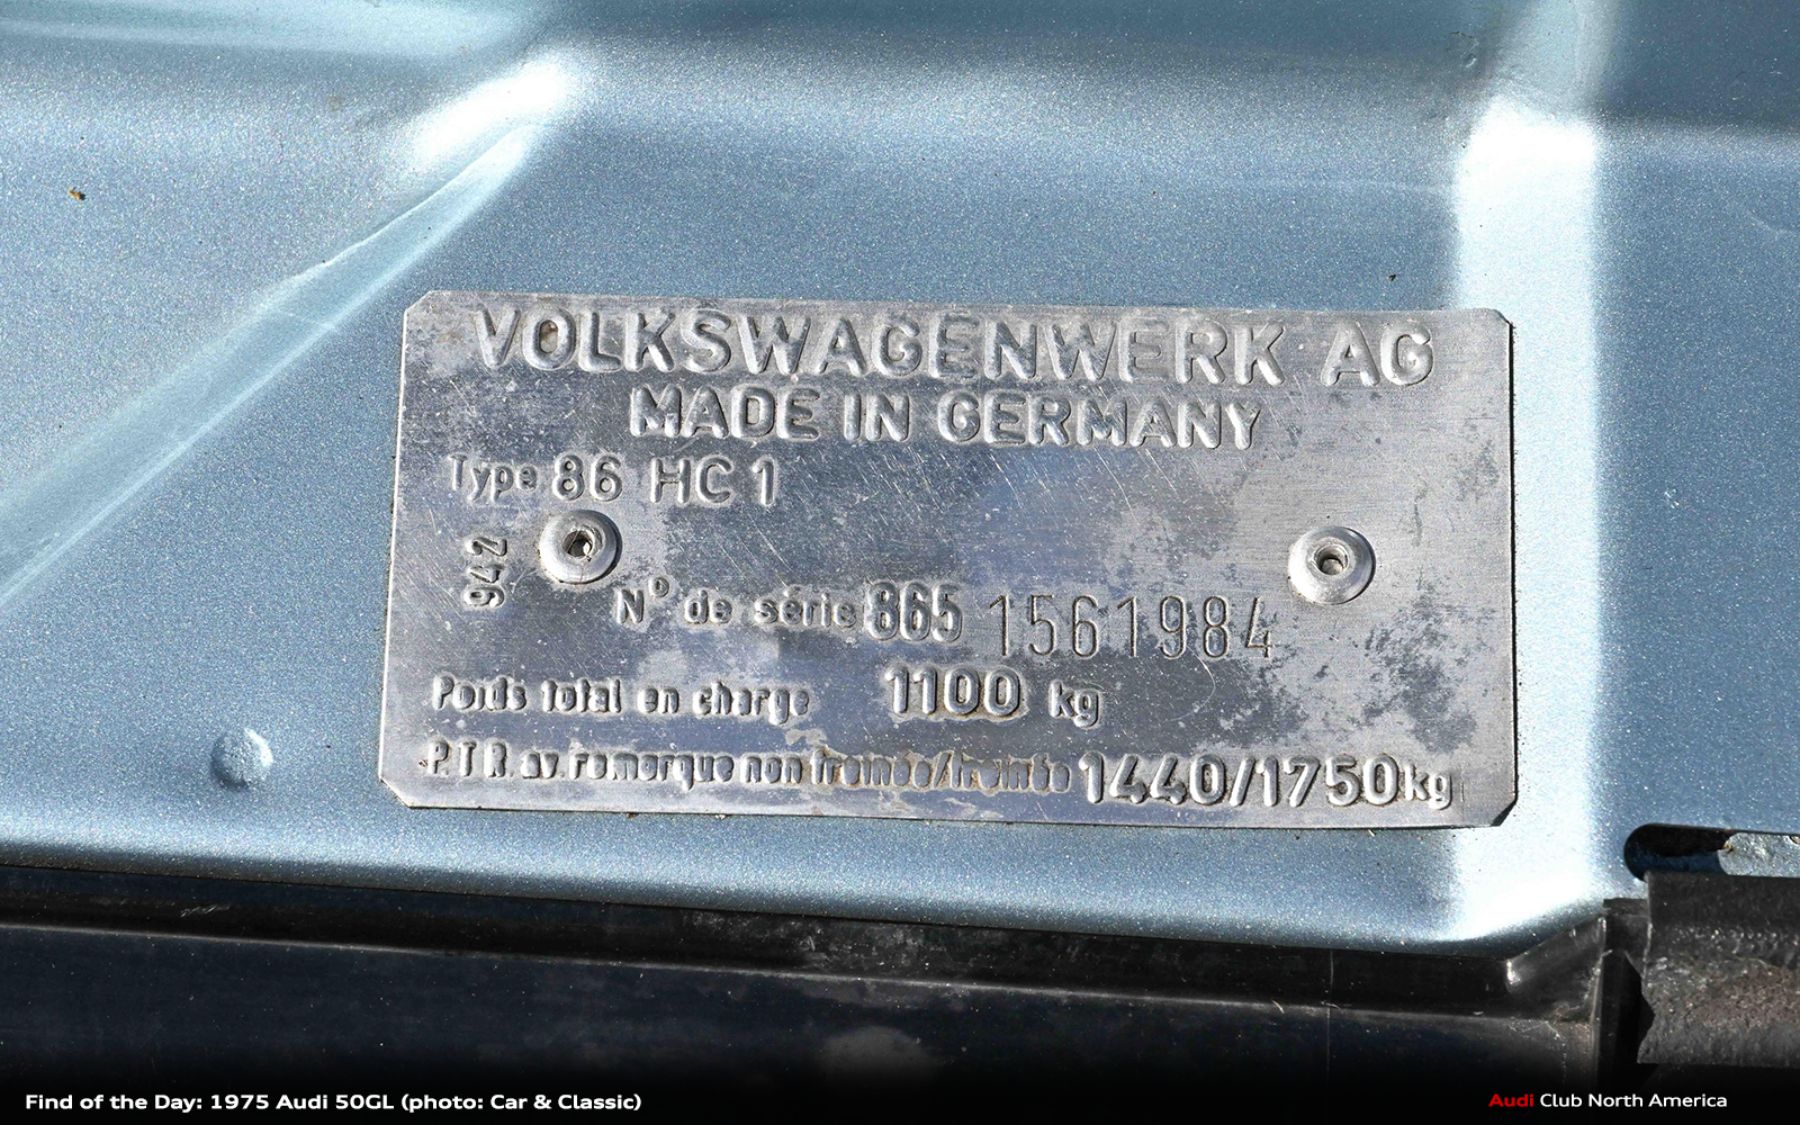 VOLKSWAGENWERK AG
MADE IN GERMANY
Type 86 HC 1
942
N° de série 865 1561984
Poids total en charge 1100 kg
P.T.R. av. remorque non freinée/freinée 1440/1750 kg
Find of the Day: 1975 Audi 50GL (photo: Car & Classic)
Audi Club North America